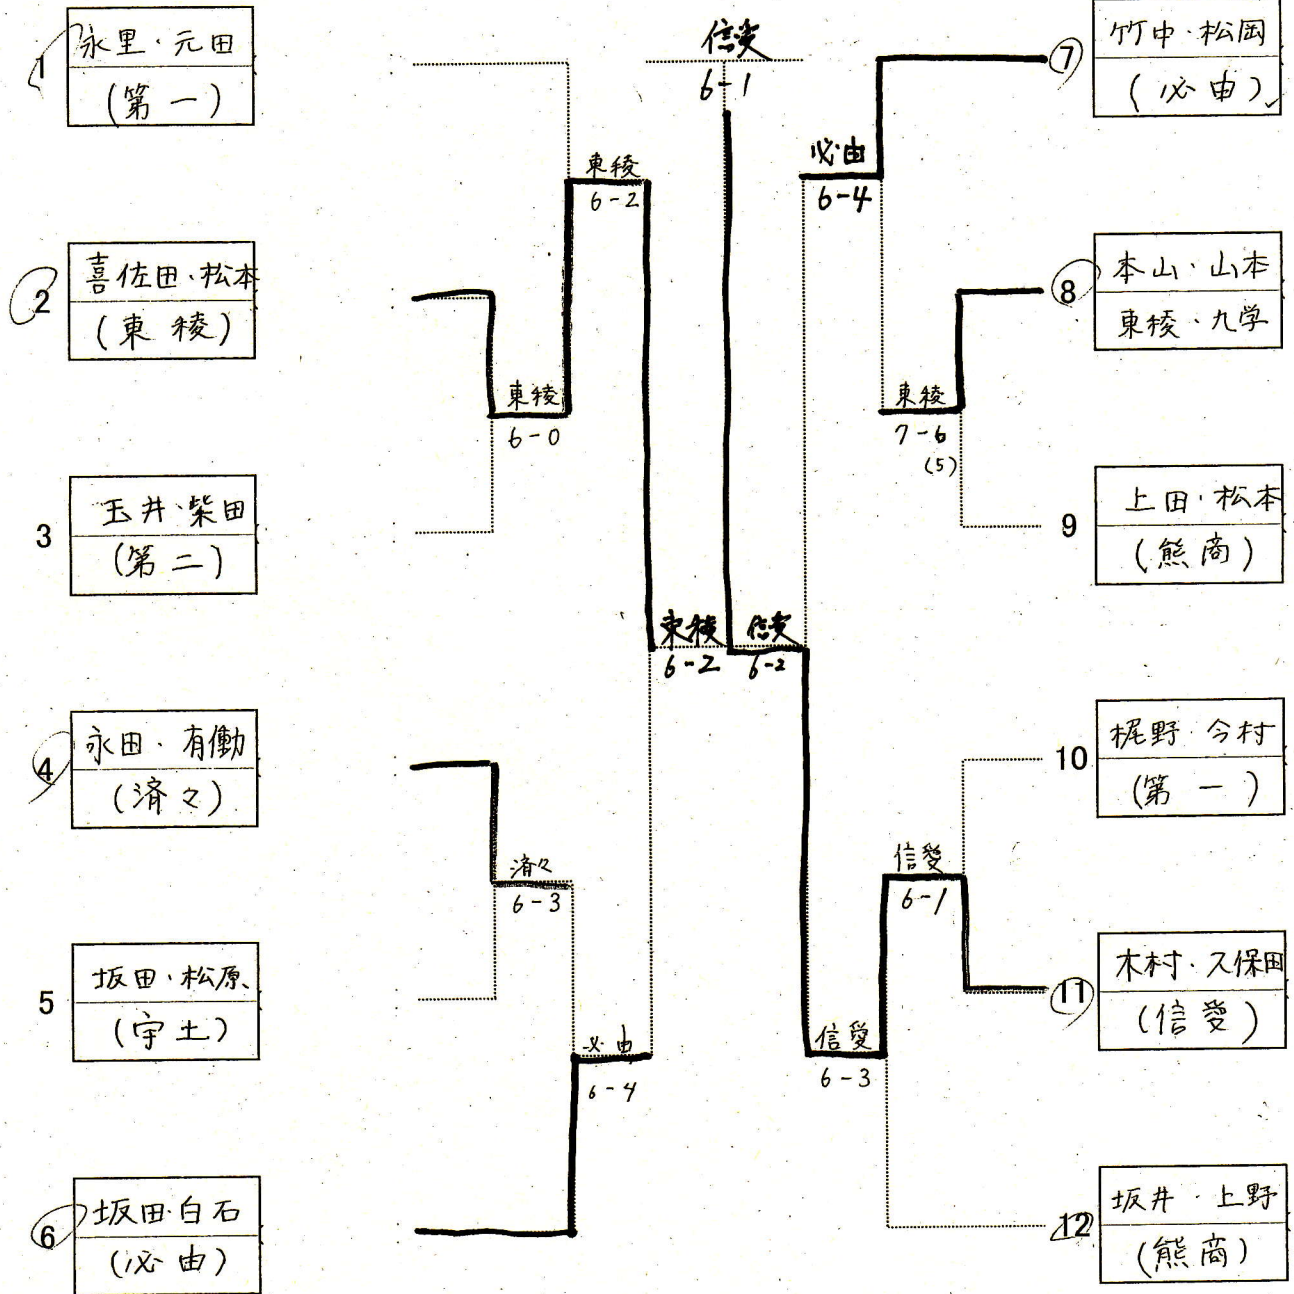 1
永里・元田
(第一)
2
喜佐田・松本
(東稜)
3
玉井・柴田
(第二)
4
永田・有働
(済々)
5
坂田・松原
(宇土)
6
坂田・白石
(必由)
東稜
6-2
東稜
6-0
済々
6-3
必由
6-4
東稜
6-2
信愛
6-1
信愛
6-2
必由
6-4
東稜
7-6
(5)
信愛
6-1
信愛
6-3
7
竹中・松岡
(必由)
8
本山・山本
東稜・九学
9
上田・松本
(熊商)
10
梶野・今村
(第一)
11
木村・久保田
(信愛)
12
坂井・上野
(熊商)